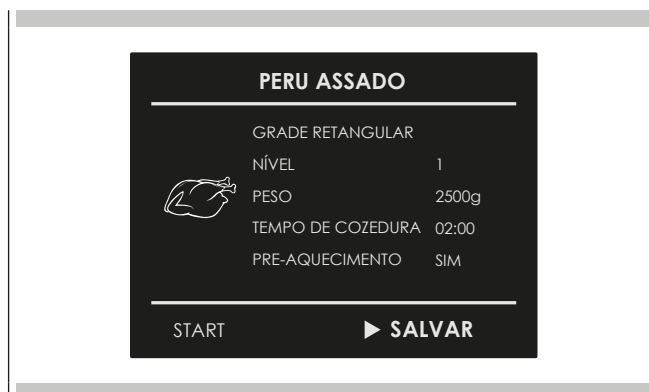 PERU ASSADO
GRADE RETANGULAR
NÍVEL 1
PESO 2500g
TEMPO DE COZEDURA 02:00
PRE-AQUECIMENTO SIM
START ▶ SALVAR